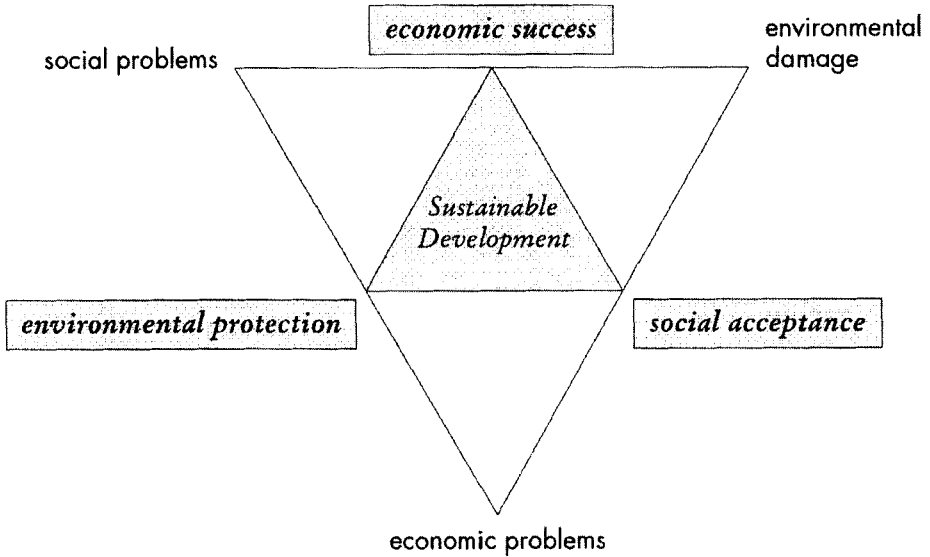 economic success
environmental
damage
social problems
Sustainable
Development
environmental protection
social acceptance
economic problems